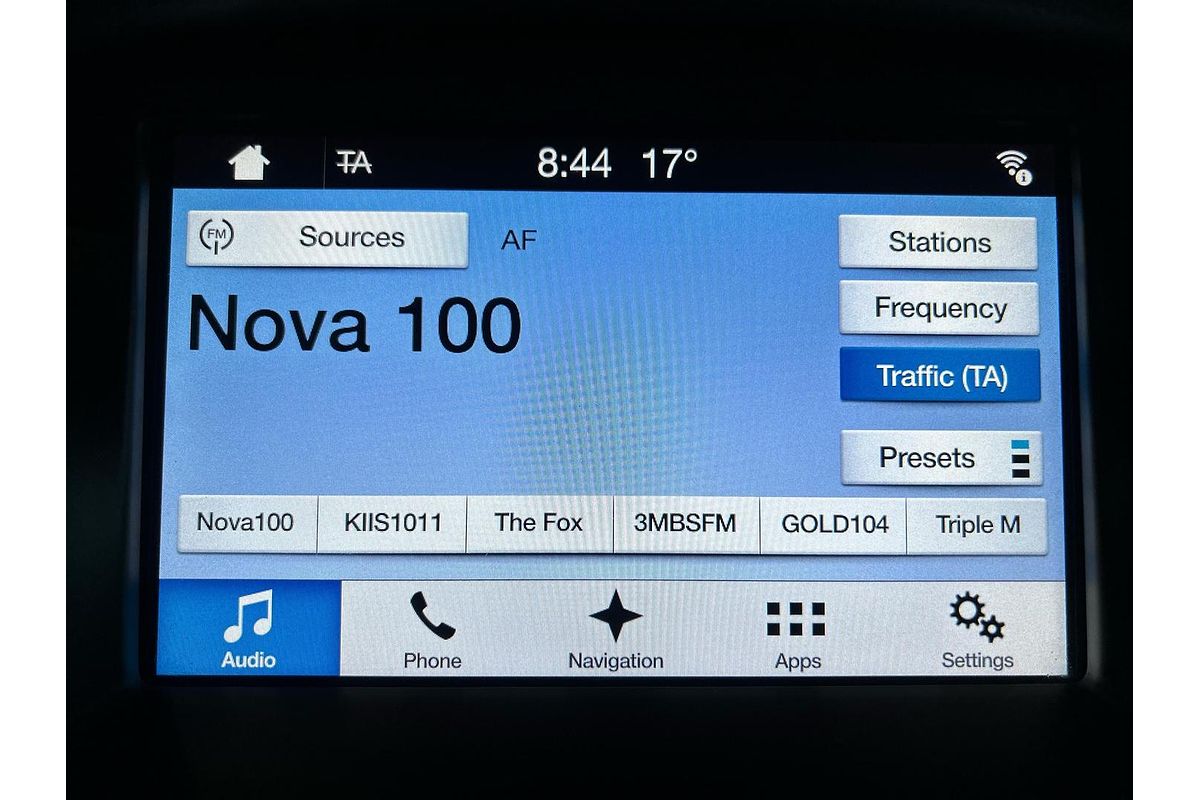 TA 8:44 17°
FM Sources AF Stations
Nova 100
Frequency
Traffic (TA)
Presets
Nova100 KIIS1011 The Fox 3MBSFM GOLD104 Triple M
Audio Phone Navigation Apps Settings